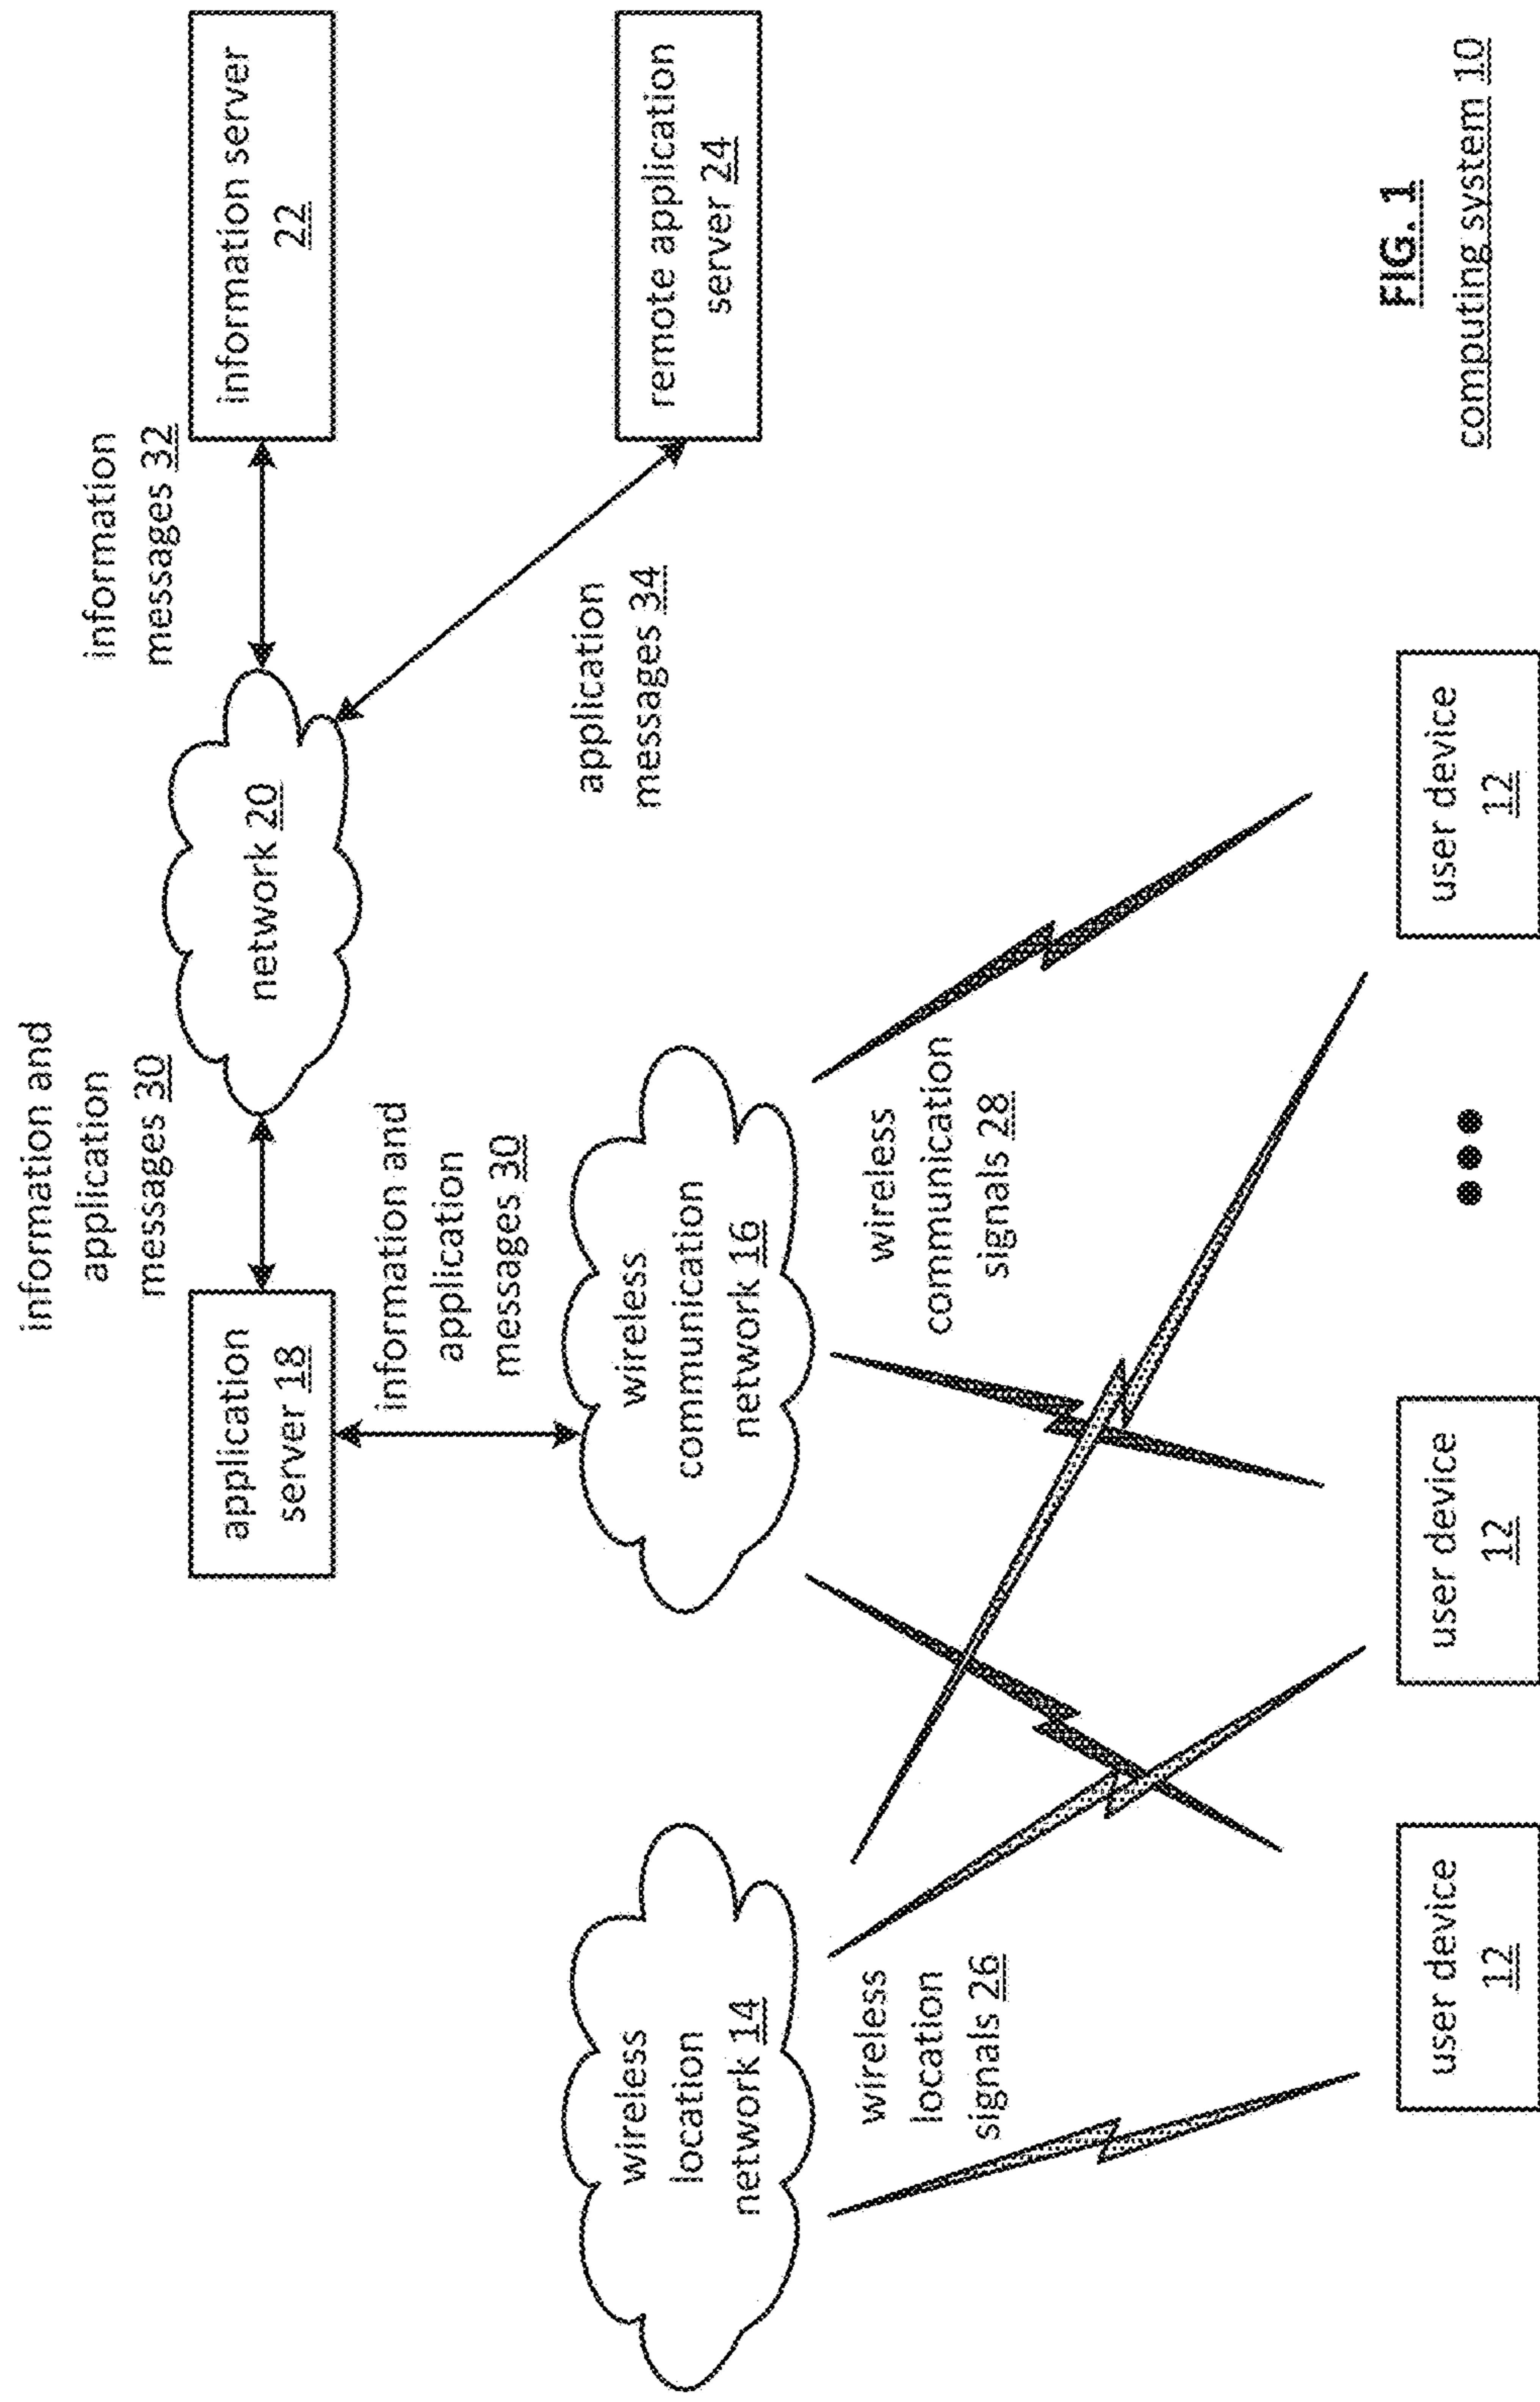 information and
application
messages 30
information
messages 32
application
server 18
network 20
information server
22
information and
application
messages 30
application
messages 34
remote application
server 24
wireless
location
network 14
wireless
communication
network 16
wireless
location
signals 26
wireless
communication
signals 28
user device
12
user device
12
user device
12
FIG. 1
computing system 10